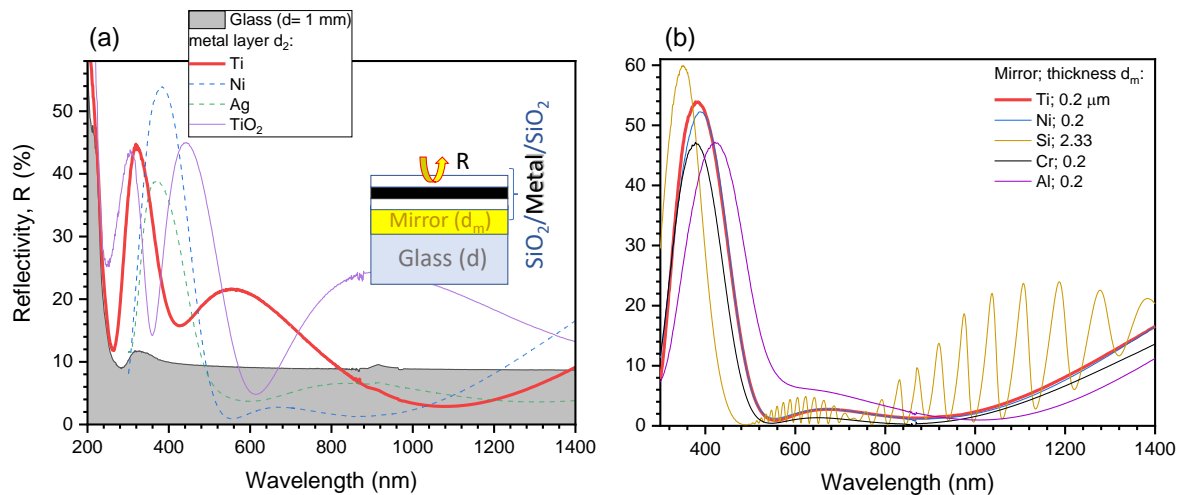 (a)
Glass (d= 1 mm)
metal layer d₂:
Ti
Ni
Ag
TiO₂
50
40
30
20
10
0
Reflectivity, R (%)
200
400
600
800
1000
1200
1400
Wavelength (nm)
R
Mirror (dₘ)
Glass (d)
SiO₂/Metal/SiO₂
(b)
Mirror; thickness dₘ:
Ti; 0.2 μm
Ni; 0.2
Si; 2.33
Cr; 0.2
Al; 0.2
60
50
40
30
20
10
0
400
600
800
1000
1200
1400
Wavelength (nm)